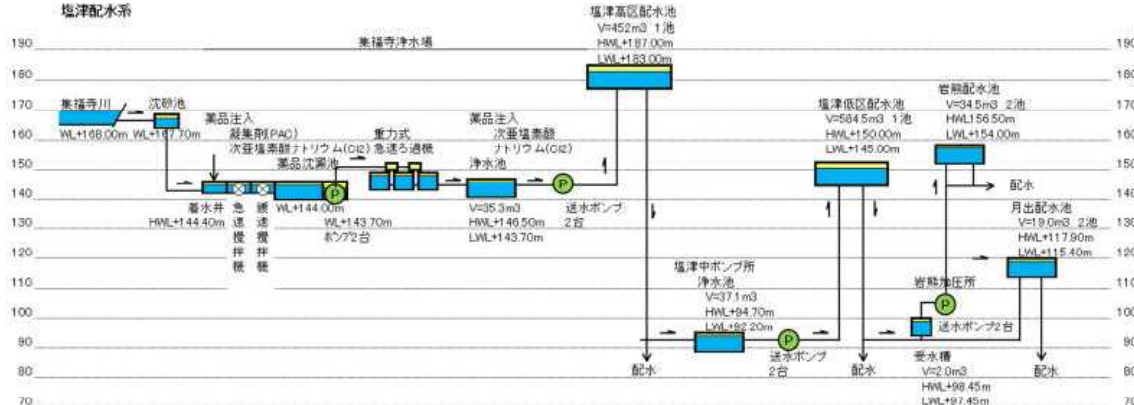 塩津配水系
集福寺浄水場
190
180
170
160
150
140
130
120
110
100
90
80
70
集福寺川
WL+168.00m
沈砂池
WL+167.70m
薬品注入
凝集剤(PAC)
次亜塩素酸ナトリウム(Cl2)
着水井
HWL+144.40m
急速攪拌機
緩速攪拌機
薬品沈澱池
WL+144.00m
P
WL+143.70m
ポンプ2台
重力式
急速ろ過機
薬品注入
次亜塩素酸
ナトリウム(Cl2)
浄水池
V=35.3m3
HWL+146.50m
LWL+143.70m
P
送水ポンプ
2台
塩津高区配水池
V=452m3 1池
HWL+187.00m
LWL+183.00m
配水
塩津中ポンプ所
浄水池
V=37.1m3
HWL+94.70m
LWL+92.20m
P
送水ポンプ
2台
塩津低区配水池
V=584.5m3 1池
HWL+150.00m
LWL+145.00m
配水
岩熊加圧所
P
送水ポンプ2台
受水槽
V=2.0m3
HWL+98.45m
LWL+97.45m
岩熊配水池
V=34.5m3 2池
HWL156.50m
LWL+154.00m
配水
月出配水池
V=19.0m3 2池
HWL+117.90m
LWL+115.40m
配水
190
180
170
160
150
140
130
120
110
100
90
80
70